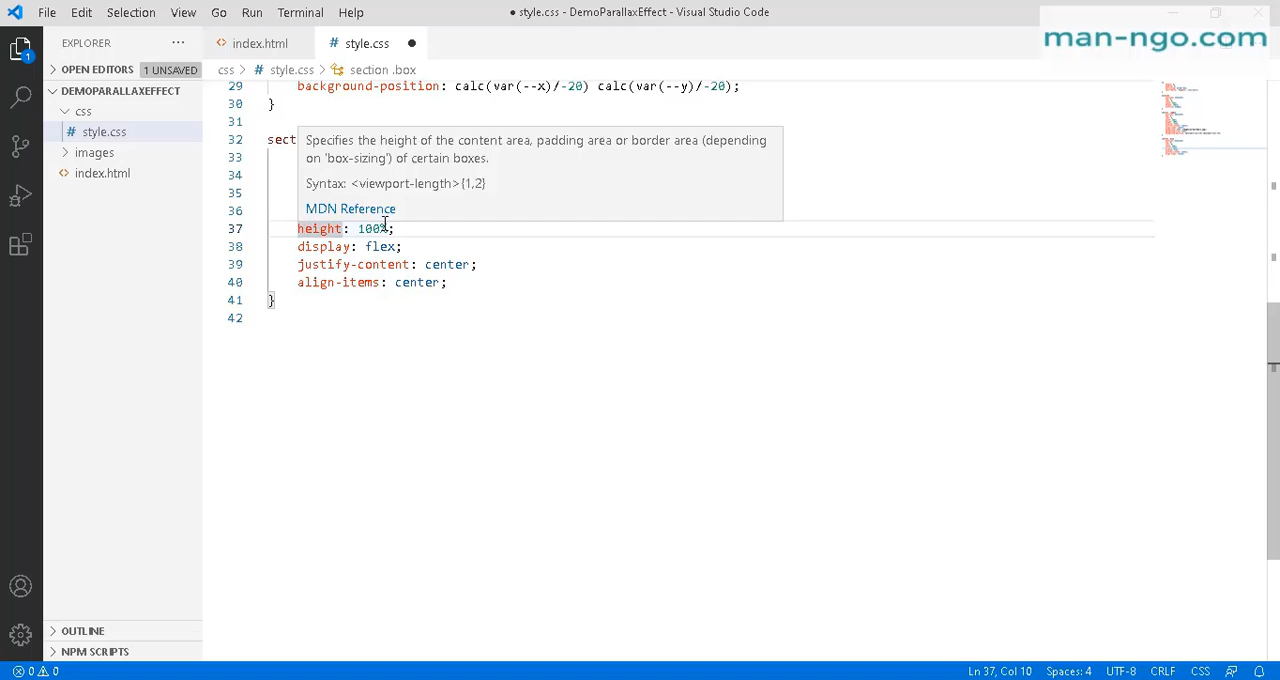 File Edit Selection View Go Run Terminal Help
● style.css - DemoParallaxEffect - Visual Studio Code
man-ngo.com
EXPLORER ...
index.html
# style.css ●
OPEN EDITORS 1 UNSAVED
css > # style.css > section .box
DEMOPARALLAXEFFECT
css
# style.css
images
<> index.html
29 background-position: calc(var(--x)/-20) calc(var(--y)/-20);
30 }
31
32 sect
Specifies the height of the content area, padding area or border area (depending
on 'box-sizing') of certain boxes.
Syntax: <viewport-length>{1,2}
MDN Reference
33
34
35
36
37 height: 100%;
38 display: flex;
39 justify-content: center;
40 align-items: center;
41 }
42
1
OUTLINE
NPM SCRIPTS
0 0
Ln 37, Col 10 Spaces: 4 UTF-8 CRLF CSS